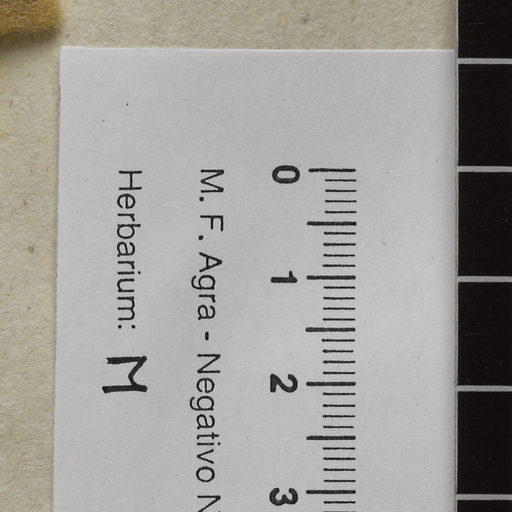 0 1 2 3
M. F. Agra - Negativo N
Herbarium: M